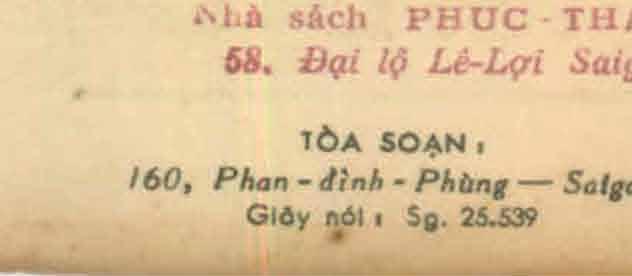 Nhà sách PHUC - THA
58. Đại lộ Lê-Lợi Saig
TÒA SOẠN :
160, Phan - đình - Phùng — Saigo
Giây nói : Sg. 25.539